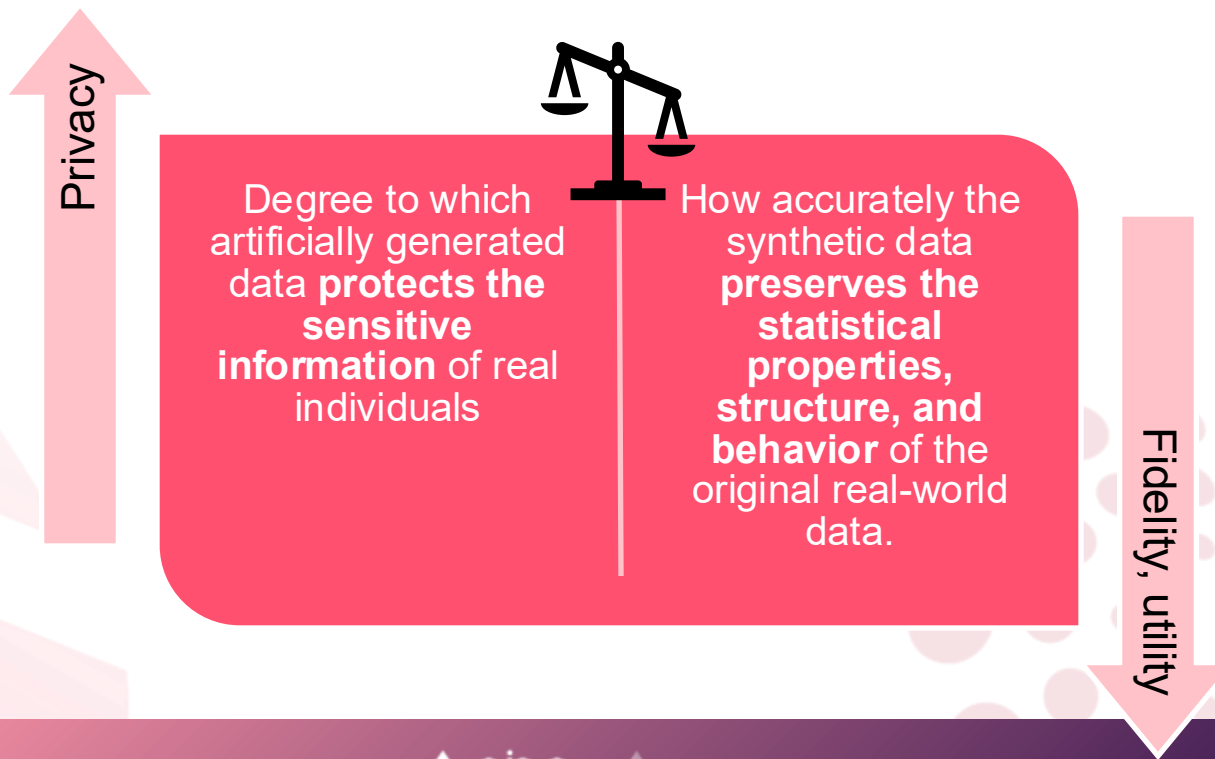 Privacy
Degree to which
artificially generated
data protects the
sensitive
information of real
individuals
How accurately the
synthetic data
preserves the
statistical
properties,
structure, and
behavior of the
original real-world
data.
Fidelity, utility